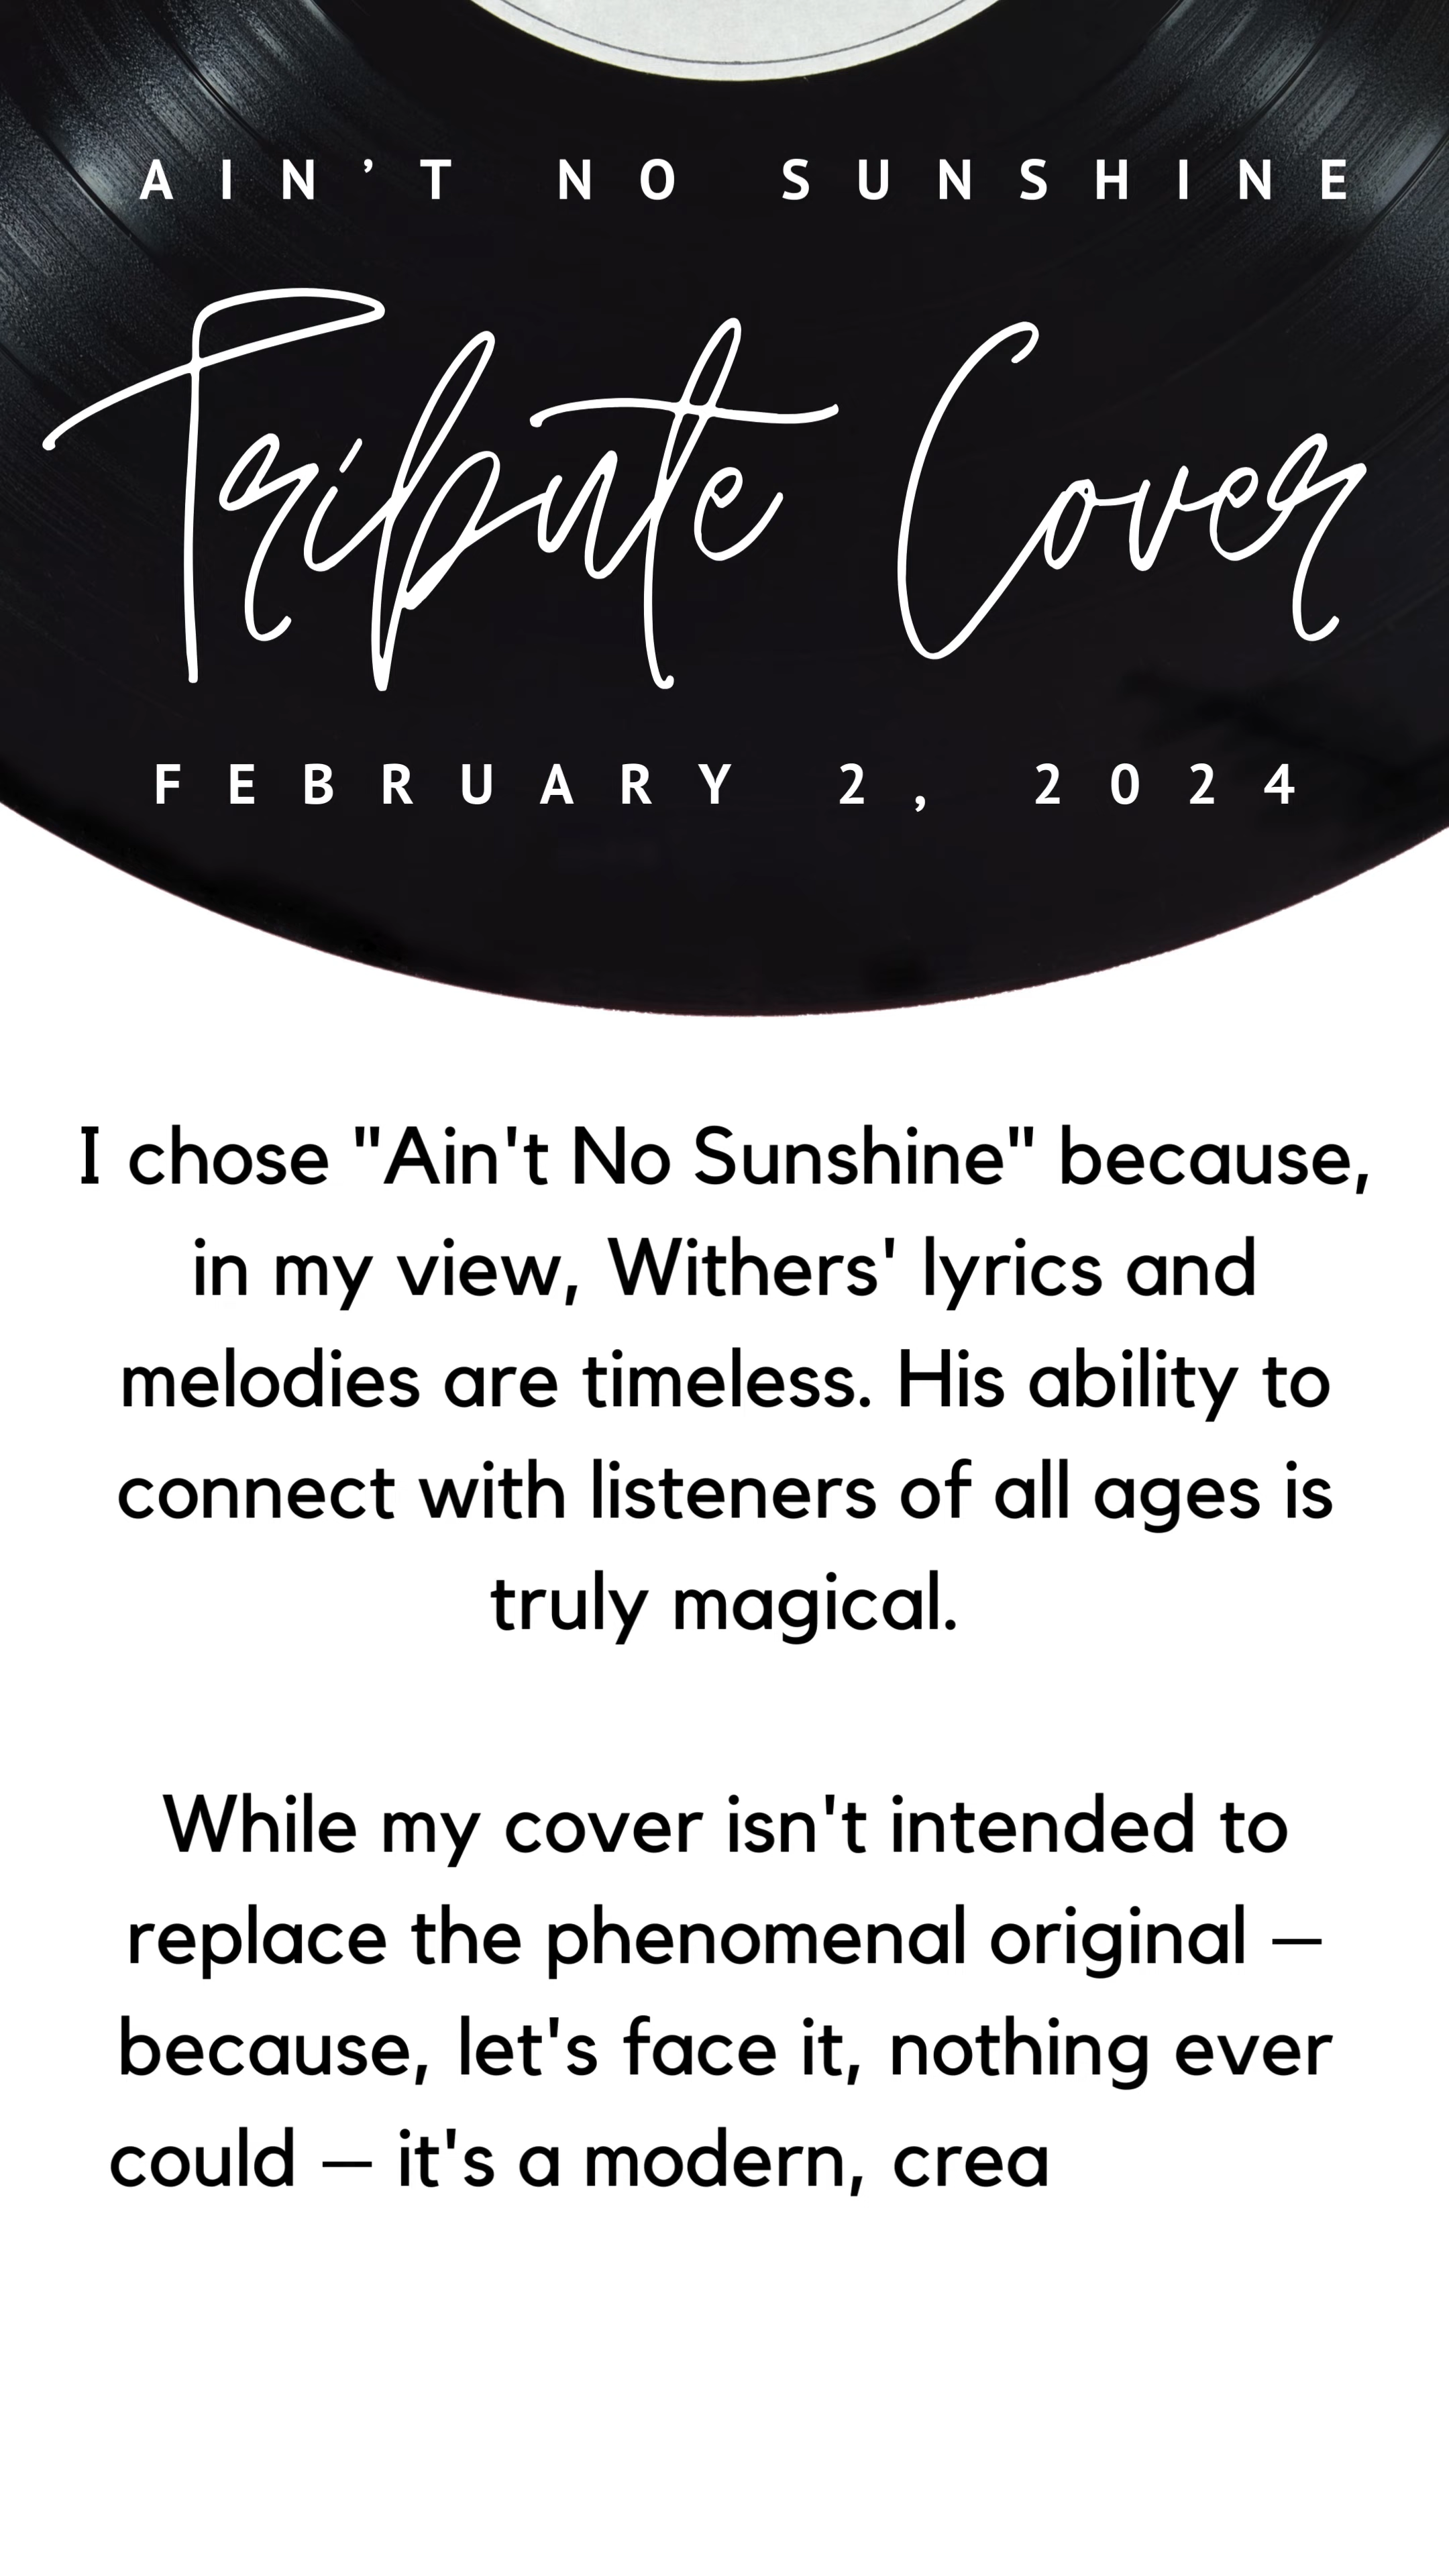 AIN’T NO SUNSHINE
Tribute Cover
FEBRUARY 2, 2024
I chose "Ain't No Sunshine" because,
in my view, Withers' lyrics and
melodies are timeless. His ability to
connect with listeners of all ages is
truly magical.
While my cover isn't intended to
replace the phenomenal original —
because, let's face it, nothing ever
could — it's a modern, crea